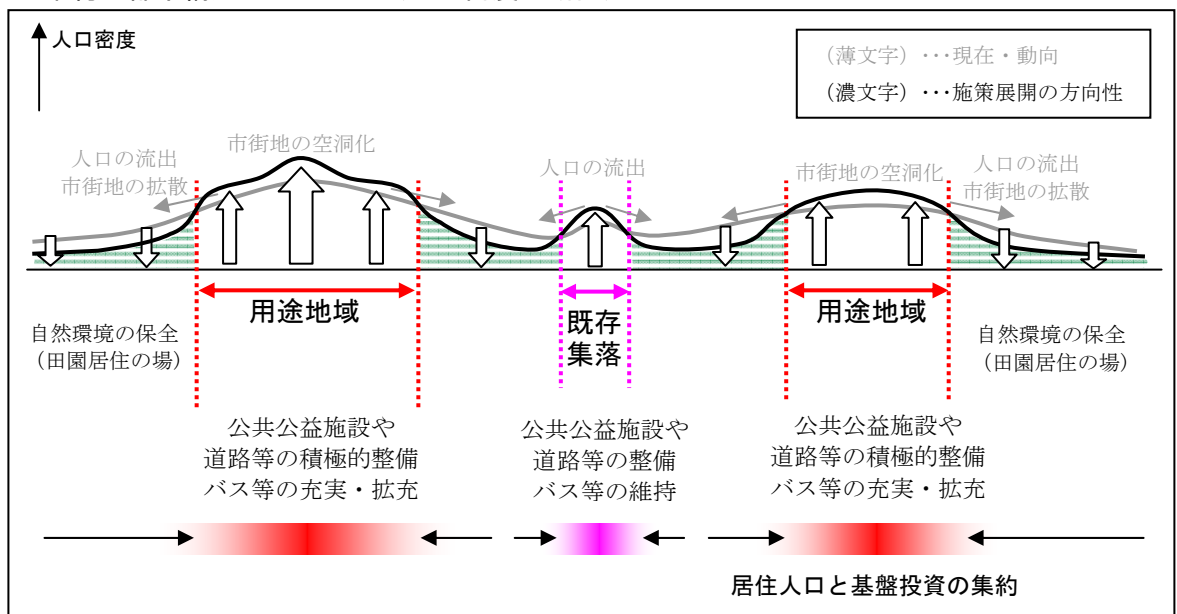 人口密度
（薄文字）･･･現在・動向
（濃文字）･･･施策展開の方向性
人口の流出
市街地の拡散
市街地の空洞化
人口の流出
市街地の空洞化
人口の流出
市街地の拡散
用途地域
既存
集落
用途地域
自然環境の保全
（田園居住の場）
自然環境の保全
（田園居住の場）
公共公益施設や
道路等の積極的整備
バス等の充実・拡充
公共公益施設や
道路等の整備
バス等の維持
公共公益施設や
道路等の積極的整備
バス等の充実・拡充
居住人口と基盤投資の集約